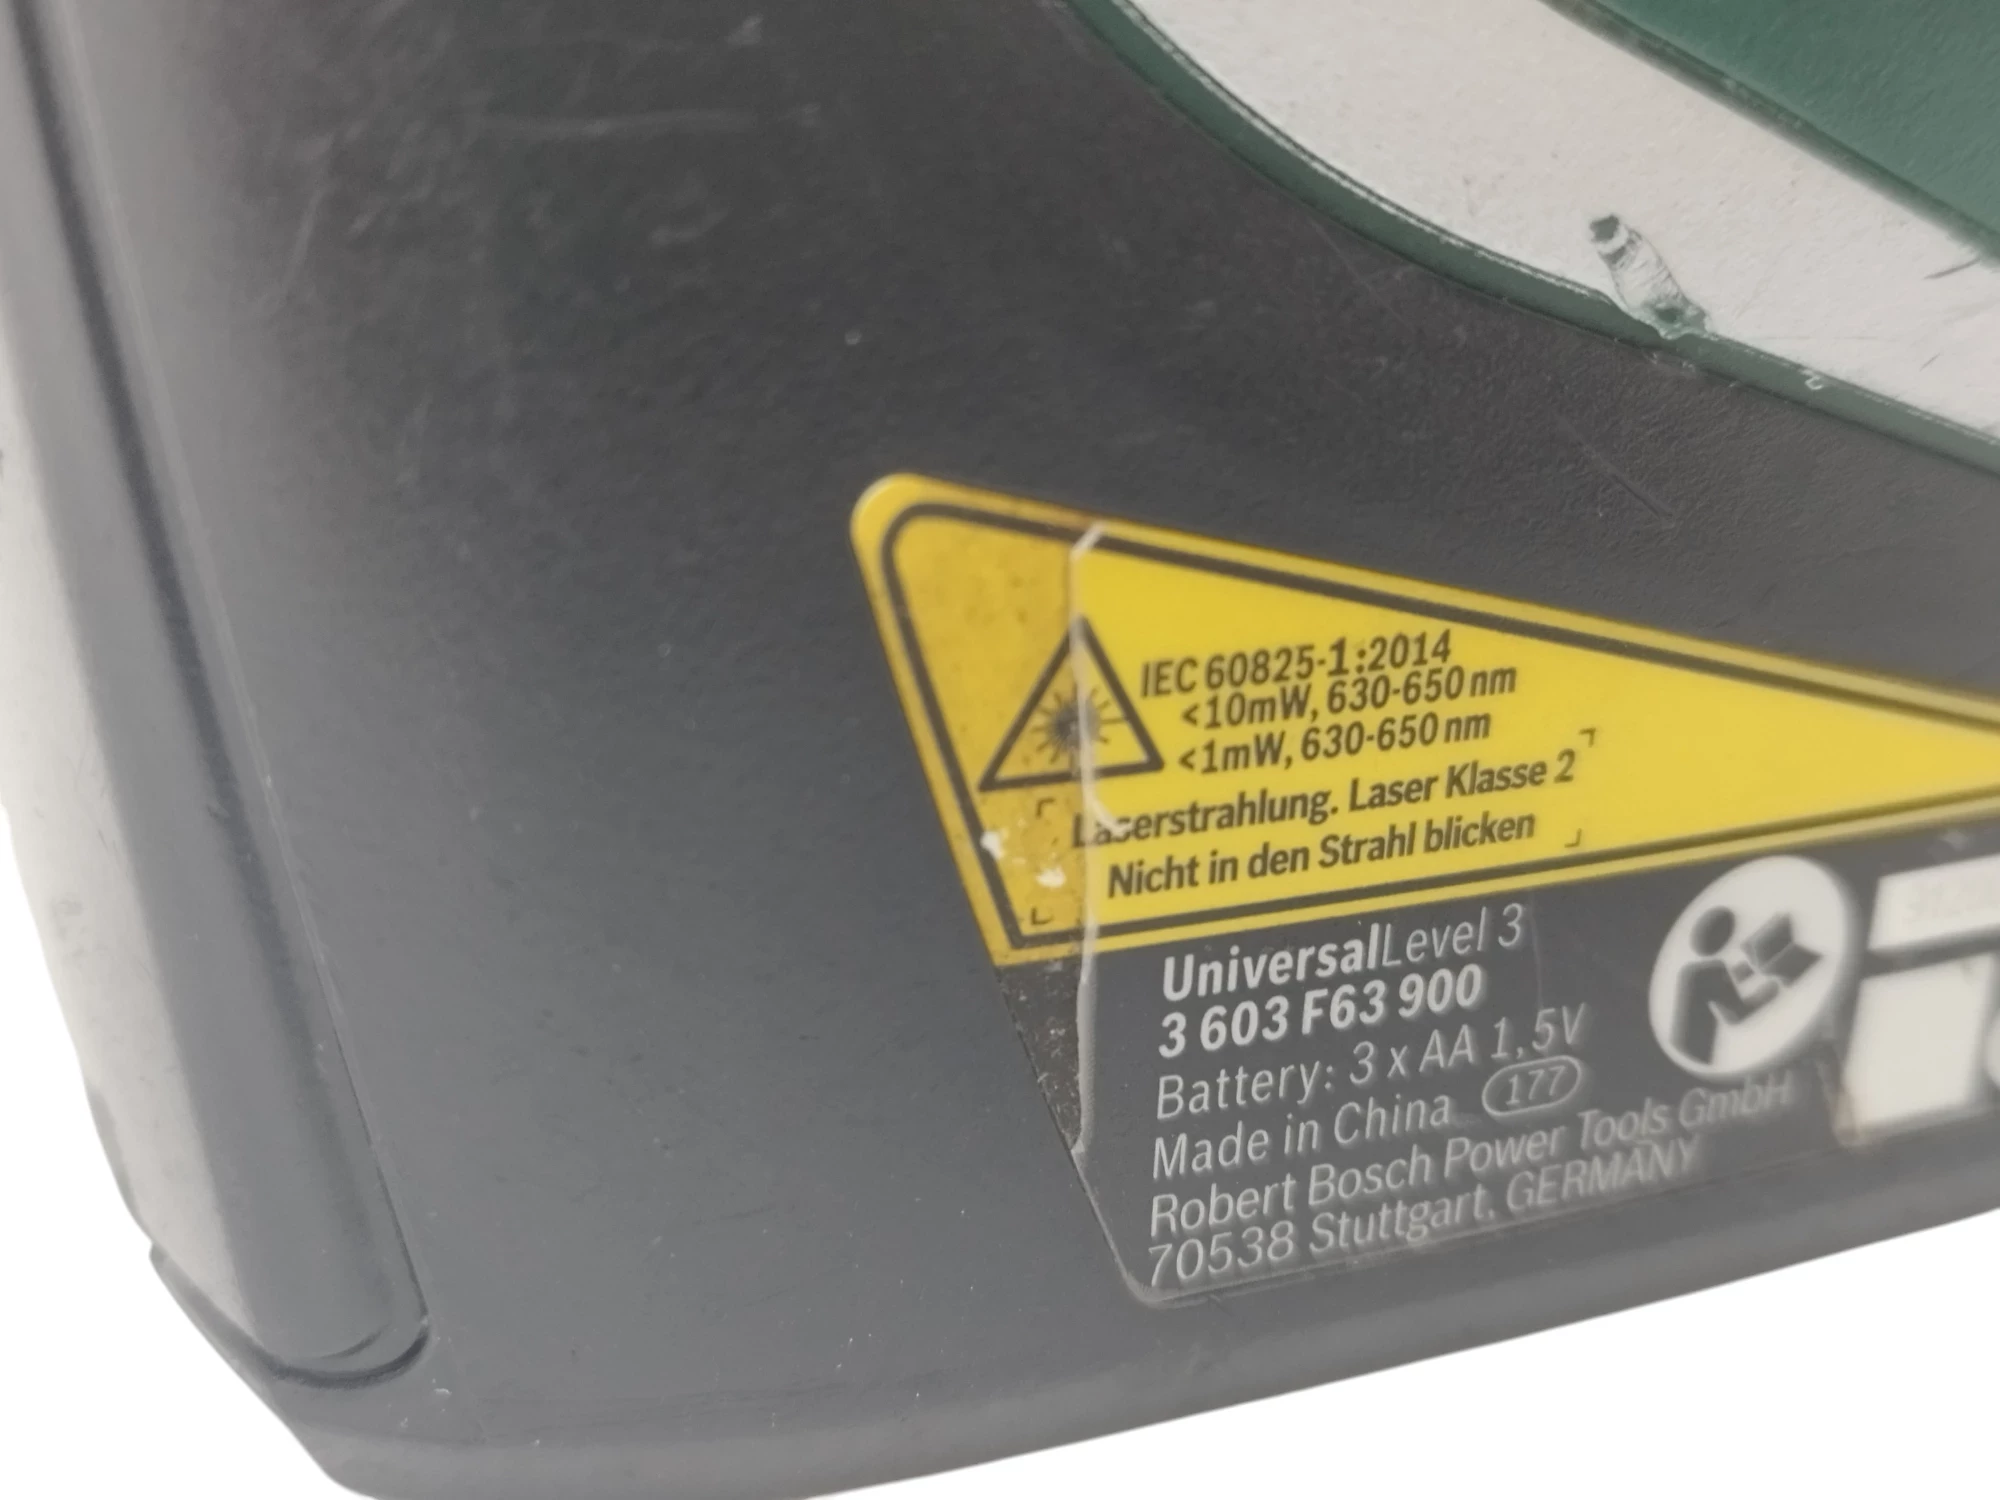 IEC 60825-1:2014
<10mW, 630-650 nm
<1mW, 630-650 nm
Laserstrahlung. Laser Klasse 2
Nicht in den Strahl blicken
UniversalLevel 3
3 603 F63 900
Battery: 3 x AA 1,5V
Made in China 177
Robert Bosch Power Tools GmbH
70538 Stuttgart, GERMANY